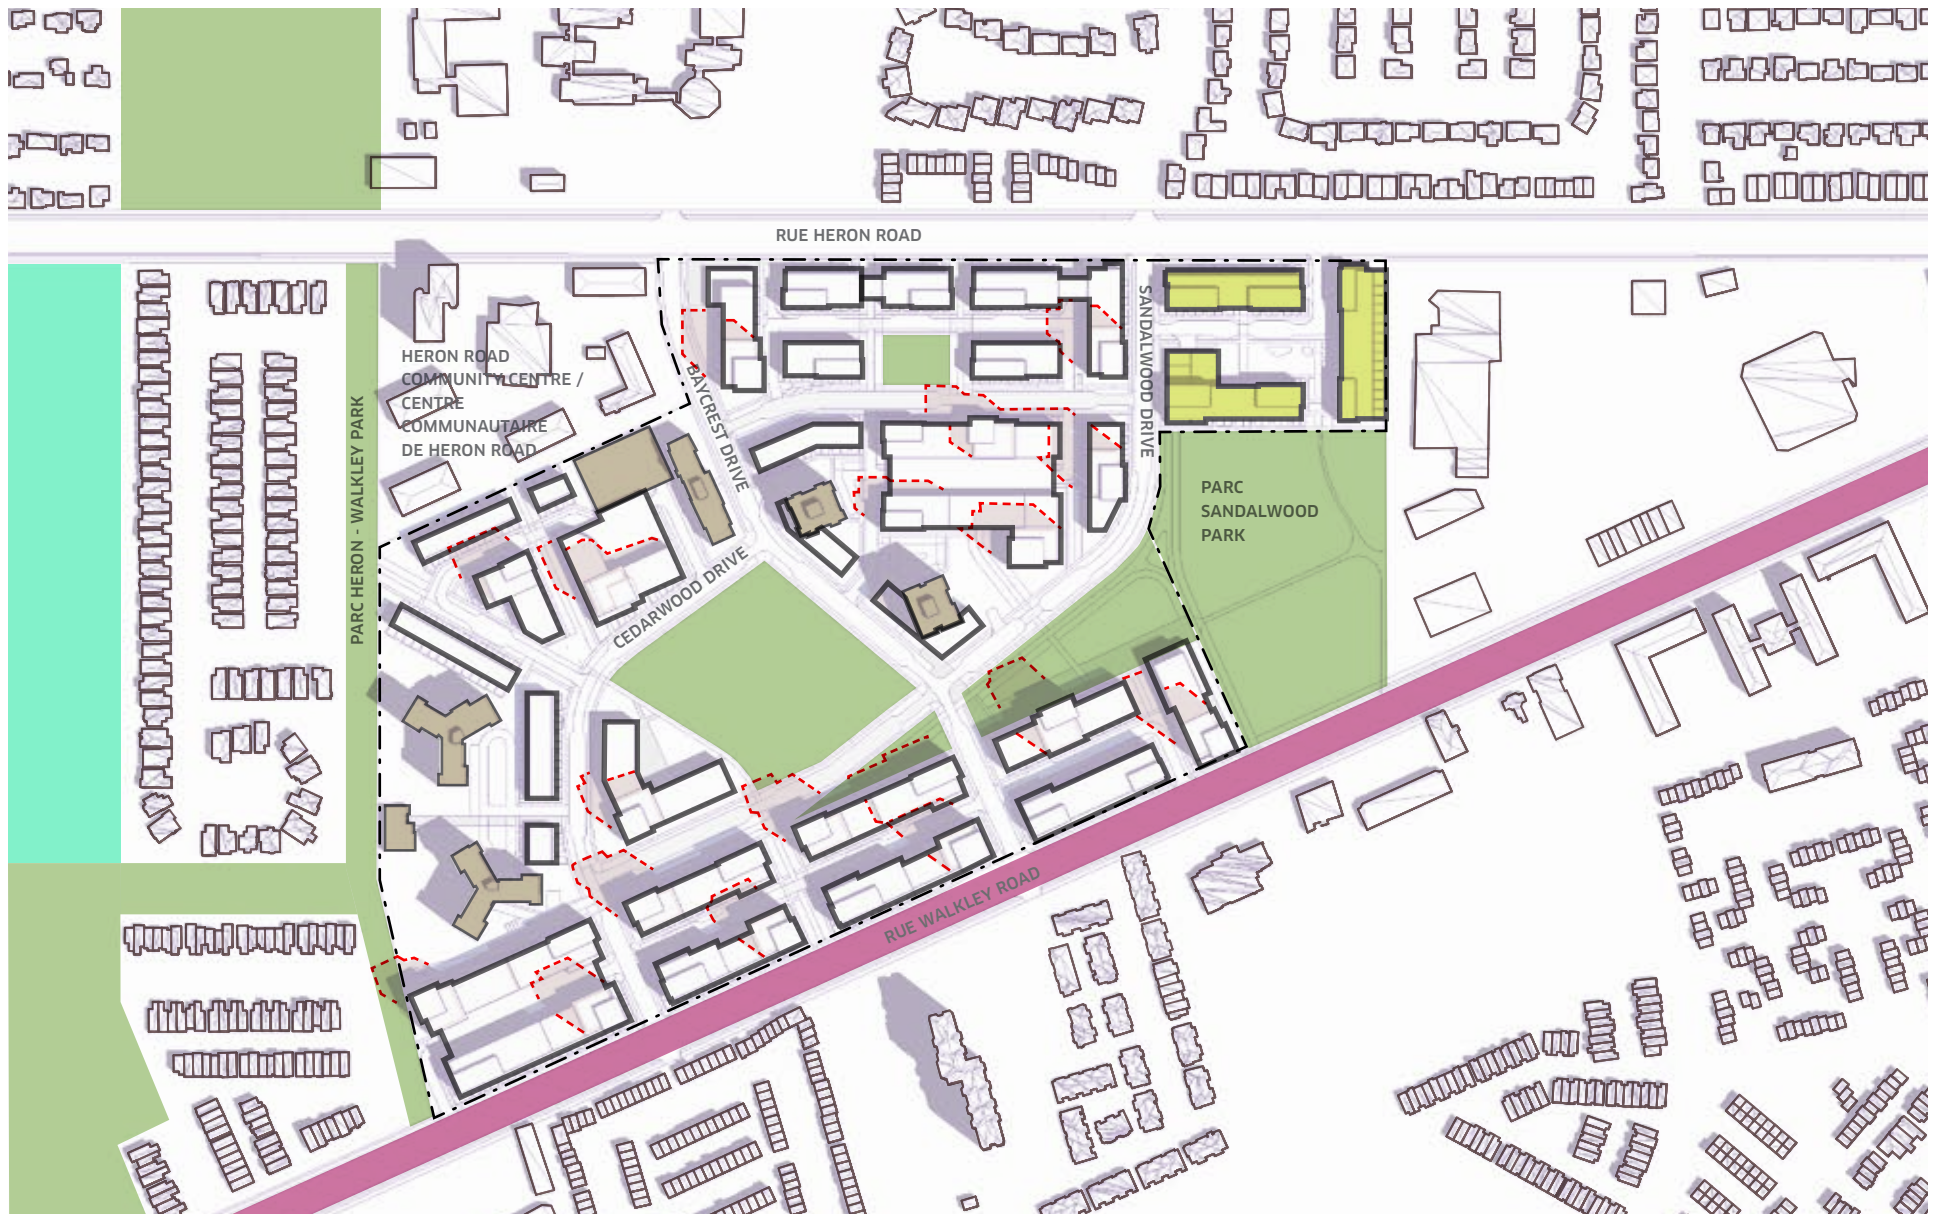 RUE HERON ROAD
HERON ROAD
COMMUNITY CENTRE /
CENTRE
COMMUNAUTAIRE
DE HERON ROAD
PARC HERON - WALKLEY PARK
BAYCREST DRIVE
SANDALWOOD DRIVE
PARC
SANDALWOOD
PARK
CEDARWOOD DRIVE
RUE WALKLEY ROAD